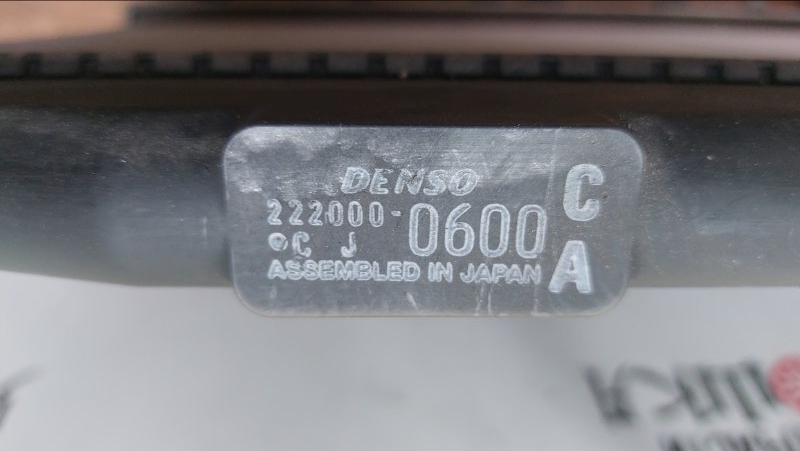 DENSO
222000-0600
C J
ASSEMBLED IN JAPAN
C
A